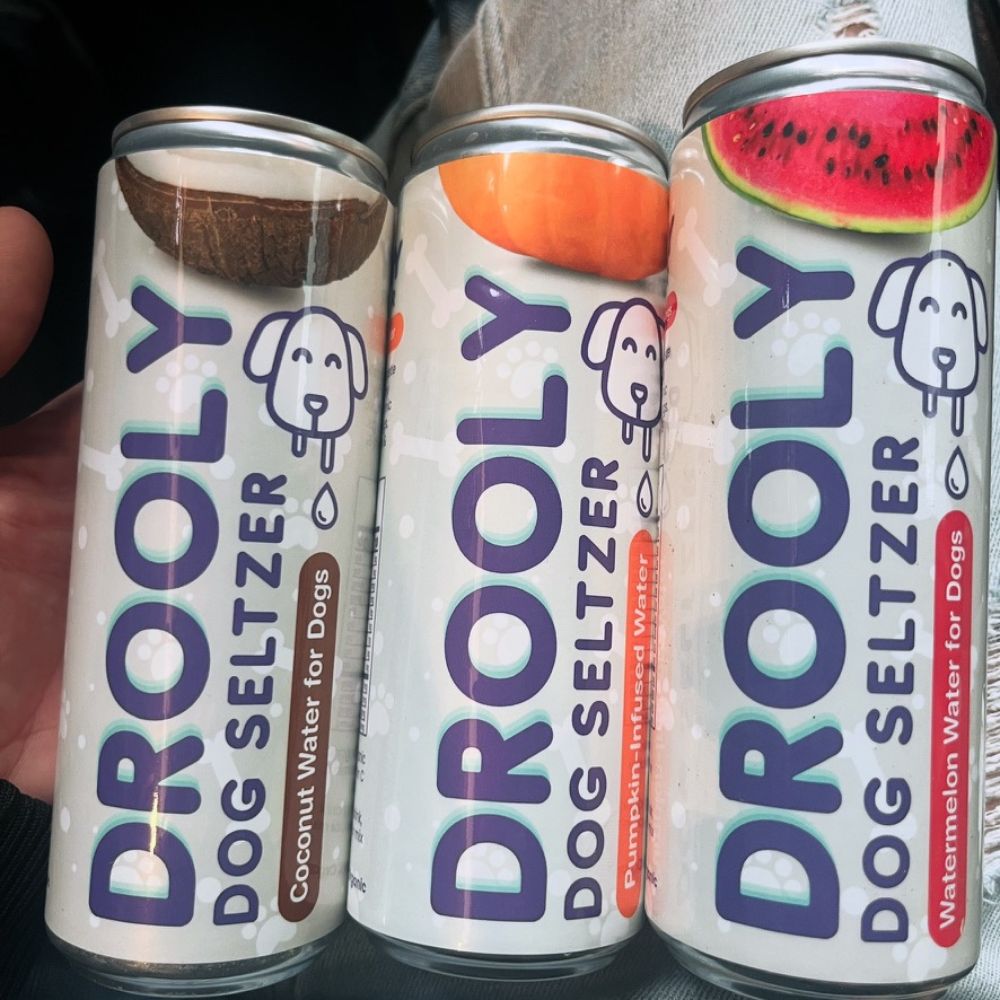 DROOLY
DOG SELTZER
Coconut Water for Dogs
DROOLY
DOG SELTZER
Pumpkin-Infused Water
DROOLY
DOG SELTZER
Watermelon Water for Dogs